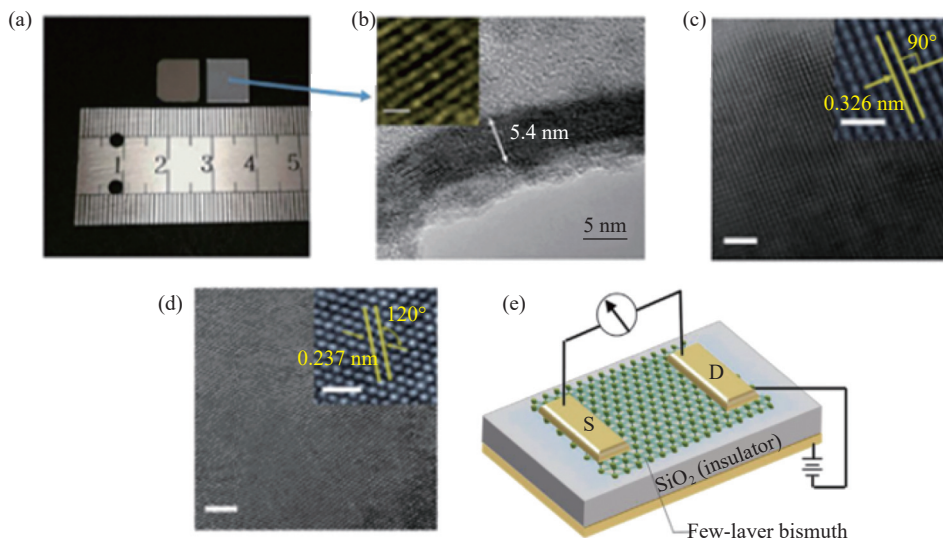 (a)
1 2 3 4 5
(b)
5.4 nm
5 nm
(c)
90°
0.326 nm
(d)
120°
0.237 nm
(e)
S
D
SiO2 (insulator)
Few-layer bismuth